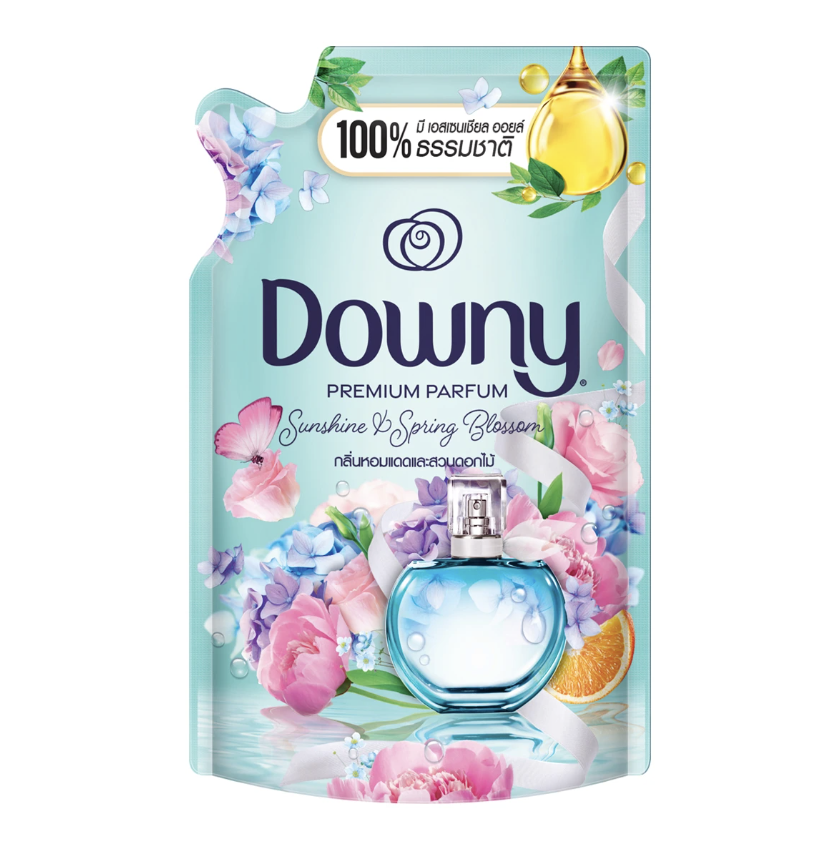 100% มี เอสเซนเชียล ออยล์
ธรรมชาติ
Downy®
PREMIUM PARFUM
Sunshine & Spring Blossom
กลิ่นหอมแดดและสวนดอกไม้